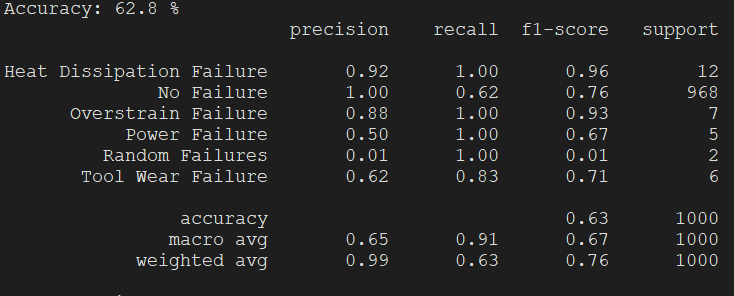 Accuracy: 62.8 %
precision recall f1-score support
Heat Dissipation Failure 0.92 1.00 0.96 12
No Failure 1.00 0.62 0.76 968
Overstrain Failure 0.88 1.00 0.93 7
Power Failure 0.50 1.00 0.67 5
Random Failures 0.01 1.00 0.01 2
Tool Wear Failure 0.62 0.83 0.71 6
accuracy 0.63 1000
macro avg 0.65 0.91 0.67 1000
weighted avg 0.99 0.63 0.76 1000